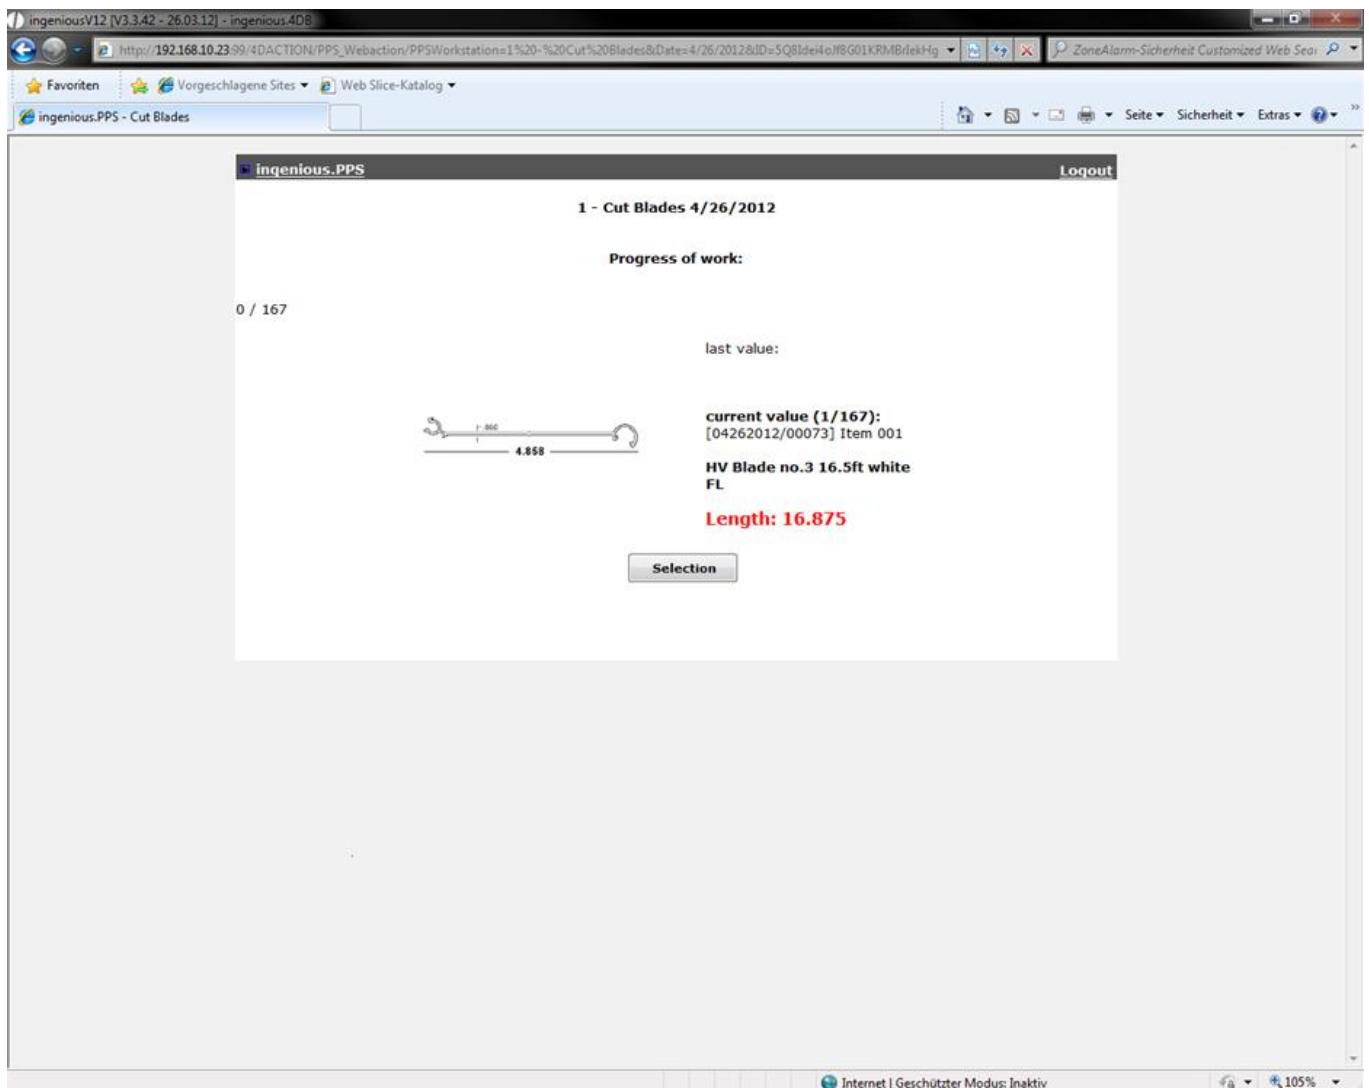 ingeniousV12 [V3.3.42 - 26.03.12] - ingenious.4DB
http://192.168.10.23:99/4DACTION/PPS_Webaction/PPSWorkstation=1%20-%20Cut%20Blades&Date=4/26/2012&ID=
ZoneAlarm-Sicherheit Customized Web Sear
Favoriten Vorgeschlagene Sites Web Slice-Katalog
ingenious.PPS - Cut Blades
Seite Sicherheit Extras
ingenious.PPS Logout
1 - Cut Blades 4/26/2012
Progress of work:
0 / 167
last value:
current value (1/167):
[04262012/00073] Item 001
HV Blade no.3 16.5ft white
FL
Length: 16.875
4.858
Selection
Internet | Geschützter Modus: Inaktiv
105%